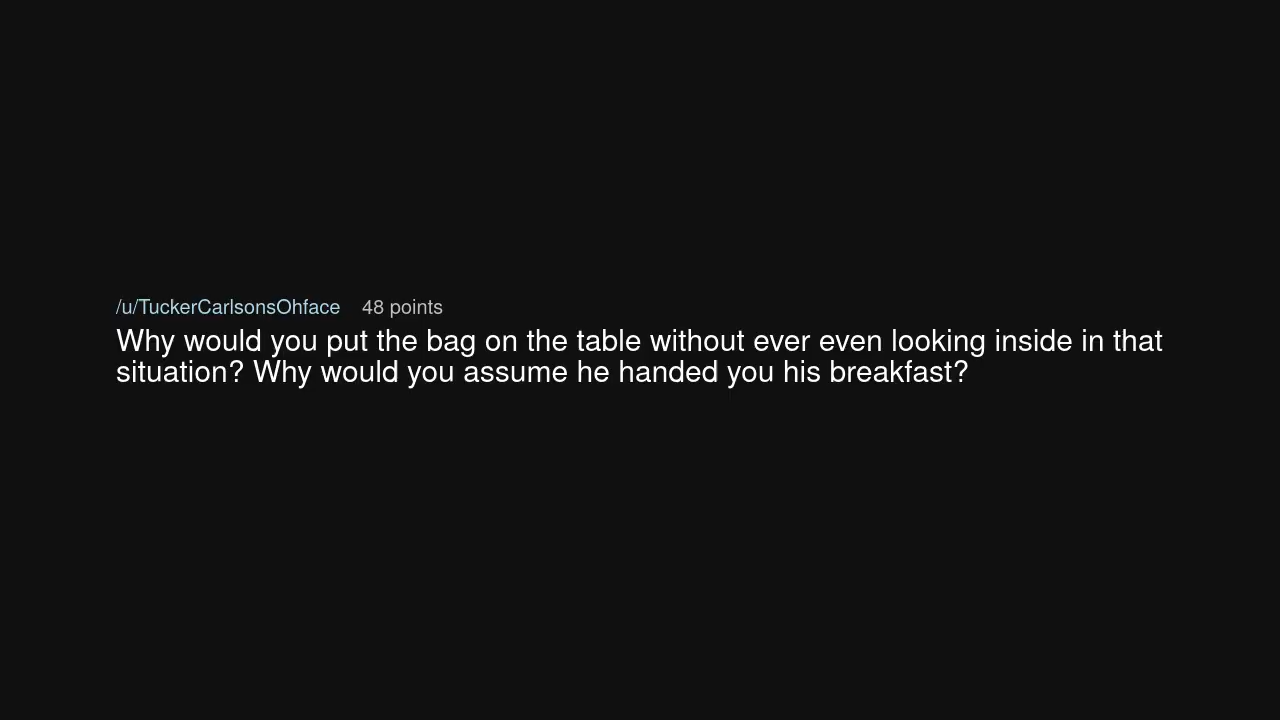 /u/TuckerCarlsonsOhface 48 points
Why would you put the bag on the table without ever even looking inside in that
situation? Why would you assume he handed you his breakfast?